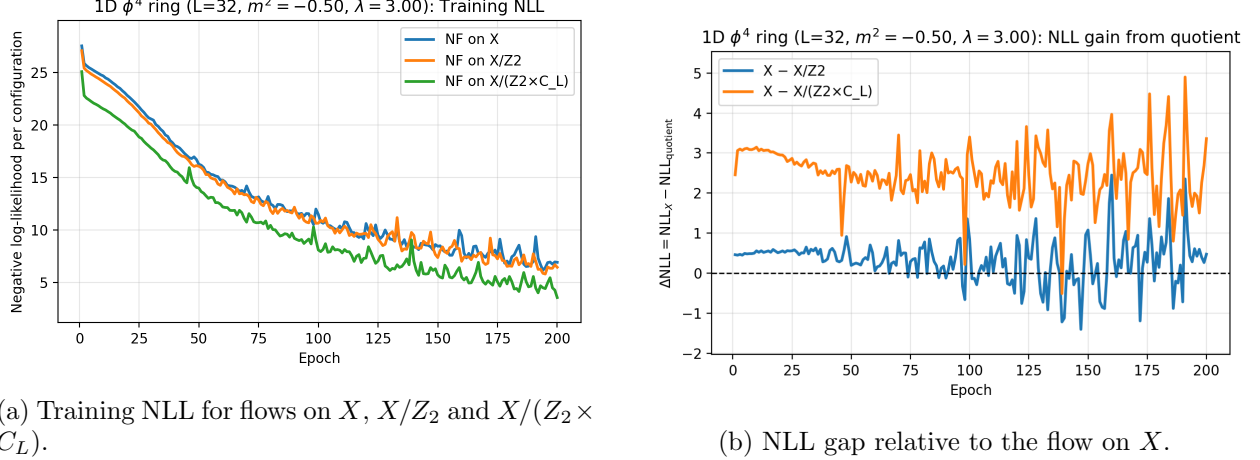 1D ϕ⁴ ring (L=32, m² = −0.50, λ = 3.00): Training NLL
Negative log-likelihood per configuration
25
20
15
10
5
NF on X
NF on X/Z2
NF on X/(Z2×C_L)
0 25 50 75 100 125 150 175 200
Epoch
(a) Training NLL for flows on X, X/Z₂ and X/(Z₂×
C_L).
1D ϕ⁴ ring (L=32, m² = −0.50, λ = 3.00): NLL gain from quotient
ΔNLL = NLL_X − NLL_quotient
5
4
3
2
1
0
−1
−2
X − X/Z2
X − X/(Z2×C_L)
0 25 50 75 100 125 150 175 200
Epoch
(b) NLL gap relative to the flow on X.